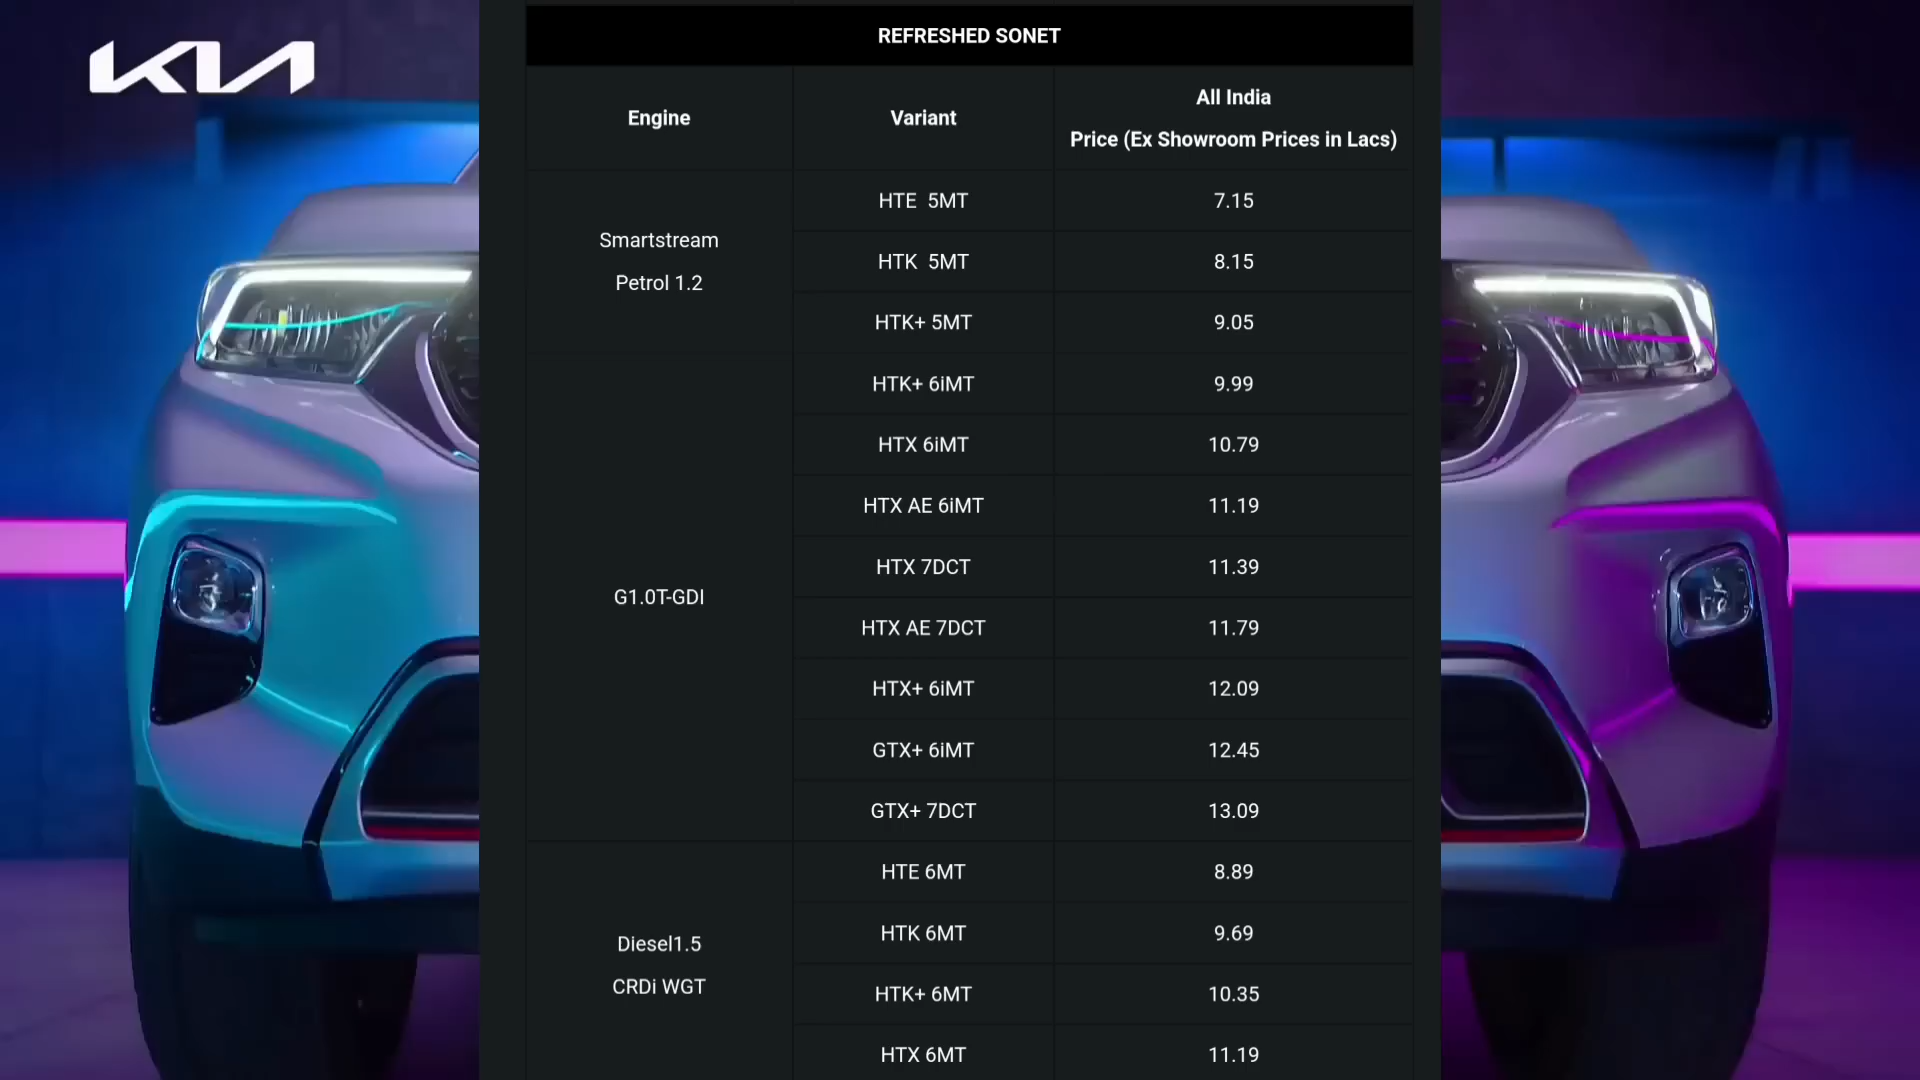 KIA
REFRESHED SONET
Engine
Variant
All India
Price (Ex Showroom Prices in Lacs)
Smartstream
Petrol 1.2
HTE 5MT
7.15
HTK 5MT
8.15
HTK+ 5MT
9.05
G1.0T-GDI
HTK+ 6iMT
9.99
HTX 6iMT
10.79
HTX AE 6iMT
11.19
HTX 7DCT
11.39
HTX AE 7DCT
11.79
HTX+ 6iMT
12.09
GTX+ 6iMT
12.45
GTX+ 7DCT
13.09
Diesel1.5
CRDi WGT
HTE 6MT
8.89
HTK 6MT
9.69
HTK+ 6MT
10.35
HTX 6MT
11.19